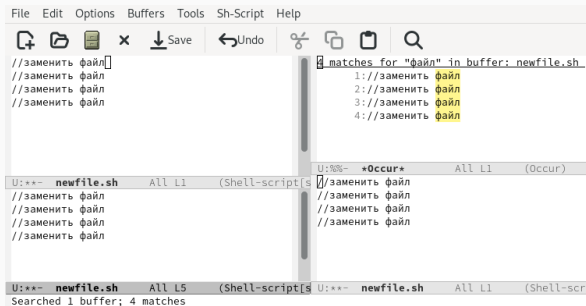 File Edit Options Buffers Tools Sh-Script Help
Save Undo
//заменить файл
//заменить файл
//заменить файл
//заменить файл
U:**- newfile.sh All L1 (Shell-script[s
4 matches for "файл" in buffer: newfile.sh
1://заменить файл
2://заменить файл
3://заменить файл
4://заменить файл
U:%%- *Occur* All L1 (Occur)
//заменить файл
//заменить файл
//заменить файл
//заменить файл
U:**- newfile.sh All L5 (Shell-script[s
//заменить файл
//заменить файл
//заменить файл
//заменить файл
U:**- newfile.sh All L1 (Shell-scr
Searched 1 buffer; 4 matches